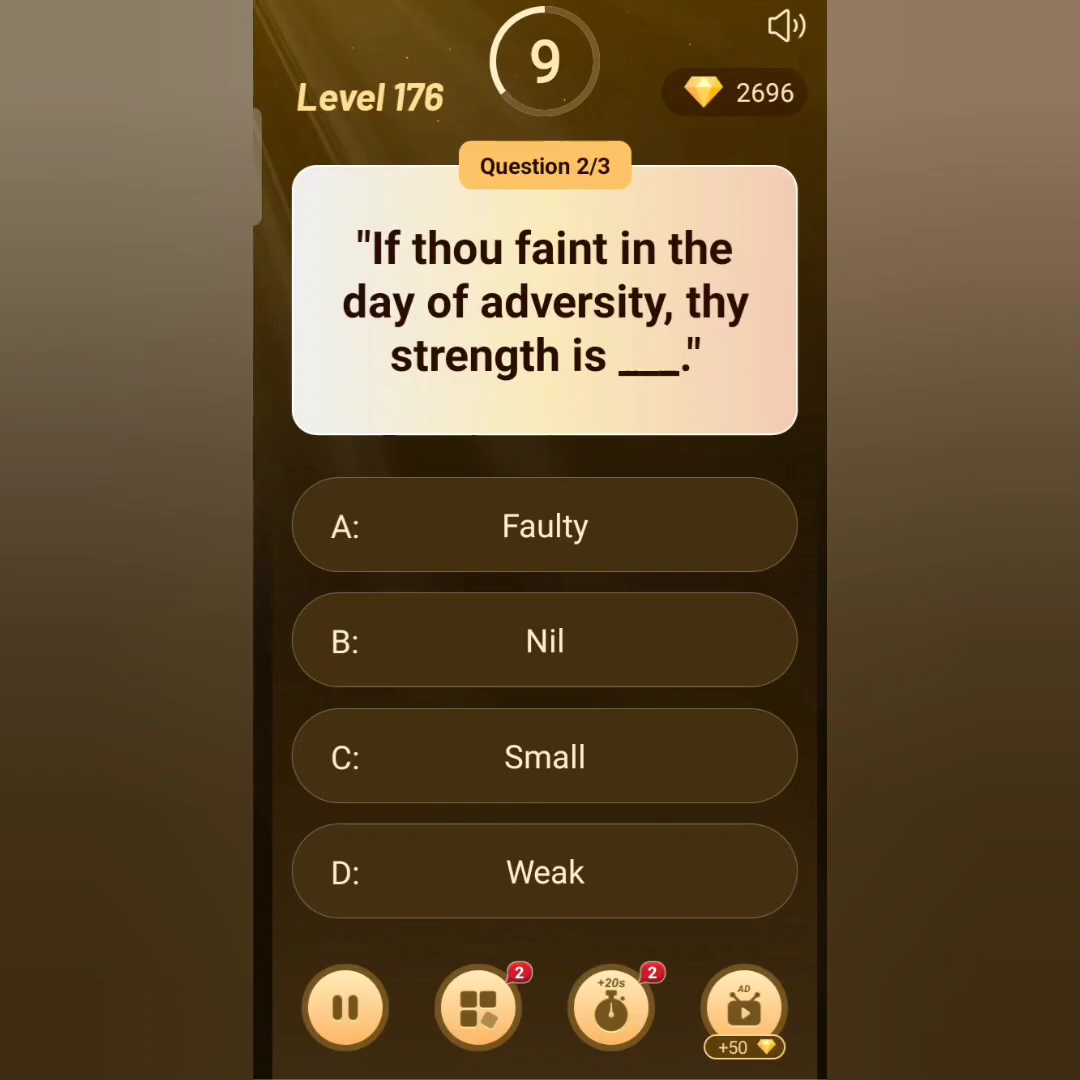 9
Level 176
2696
Question 2/3
"If thou faint in the
day of adversity, thy
strength is ___."
A: Faulty
B: Nil
C: Small
D: Weak
2
2
+20s
AD
+50